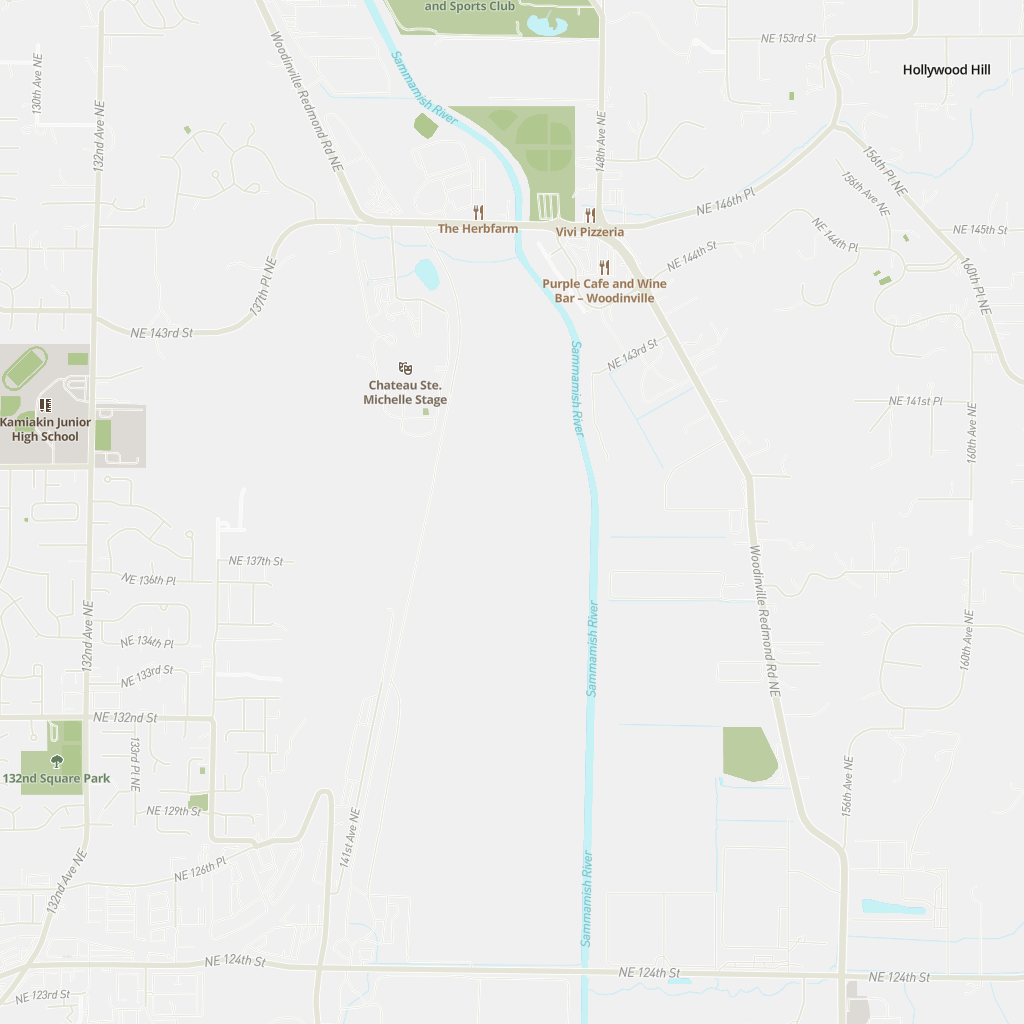 and Sports Club
NE 153rd St
Hollywood Hill
130th Ave NE
132nd Ave NE
Woodinville Redmond Rd NE
Sammamish River
148th Ave NE
156th Pl NE
156th Ave NE
NE 146th Pl
The Herbfarm
Vivi Pizzeria
NE 144th St
NE 144th Pl
NE 145th St
137th Pl NE
160th Pl NE
Purple Cafe and Wine
Bar – Woodinville
NE 143rd St
NE 143rd St
Sammamish River
Chateau Ste.
Michelle Stage
NE 141st Pl
Kamiakin Junior
High School
160th Ave NE
NE 137th St
NE 136th Pl
Woodinville Redmond Rd NE
132nd Ave NE
NE 134th Pl
Sammamish River
160th Ave NE
NE 133rd St
NE 132nd St
133rd Pl NE
132nd Square Park
156th Ave NE
NE 129th St
141st Ave NE
NE 126th Pl
132nd Ave NE
Sammamish River
NE 124th St
NE 124th St
NE 124th St
NE 123rd St